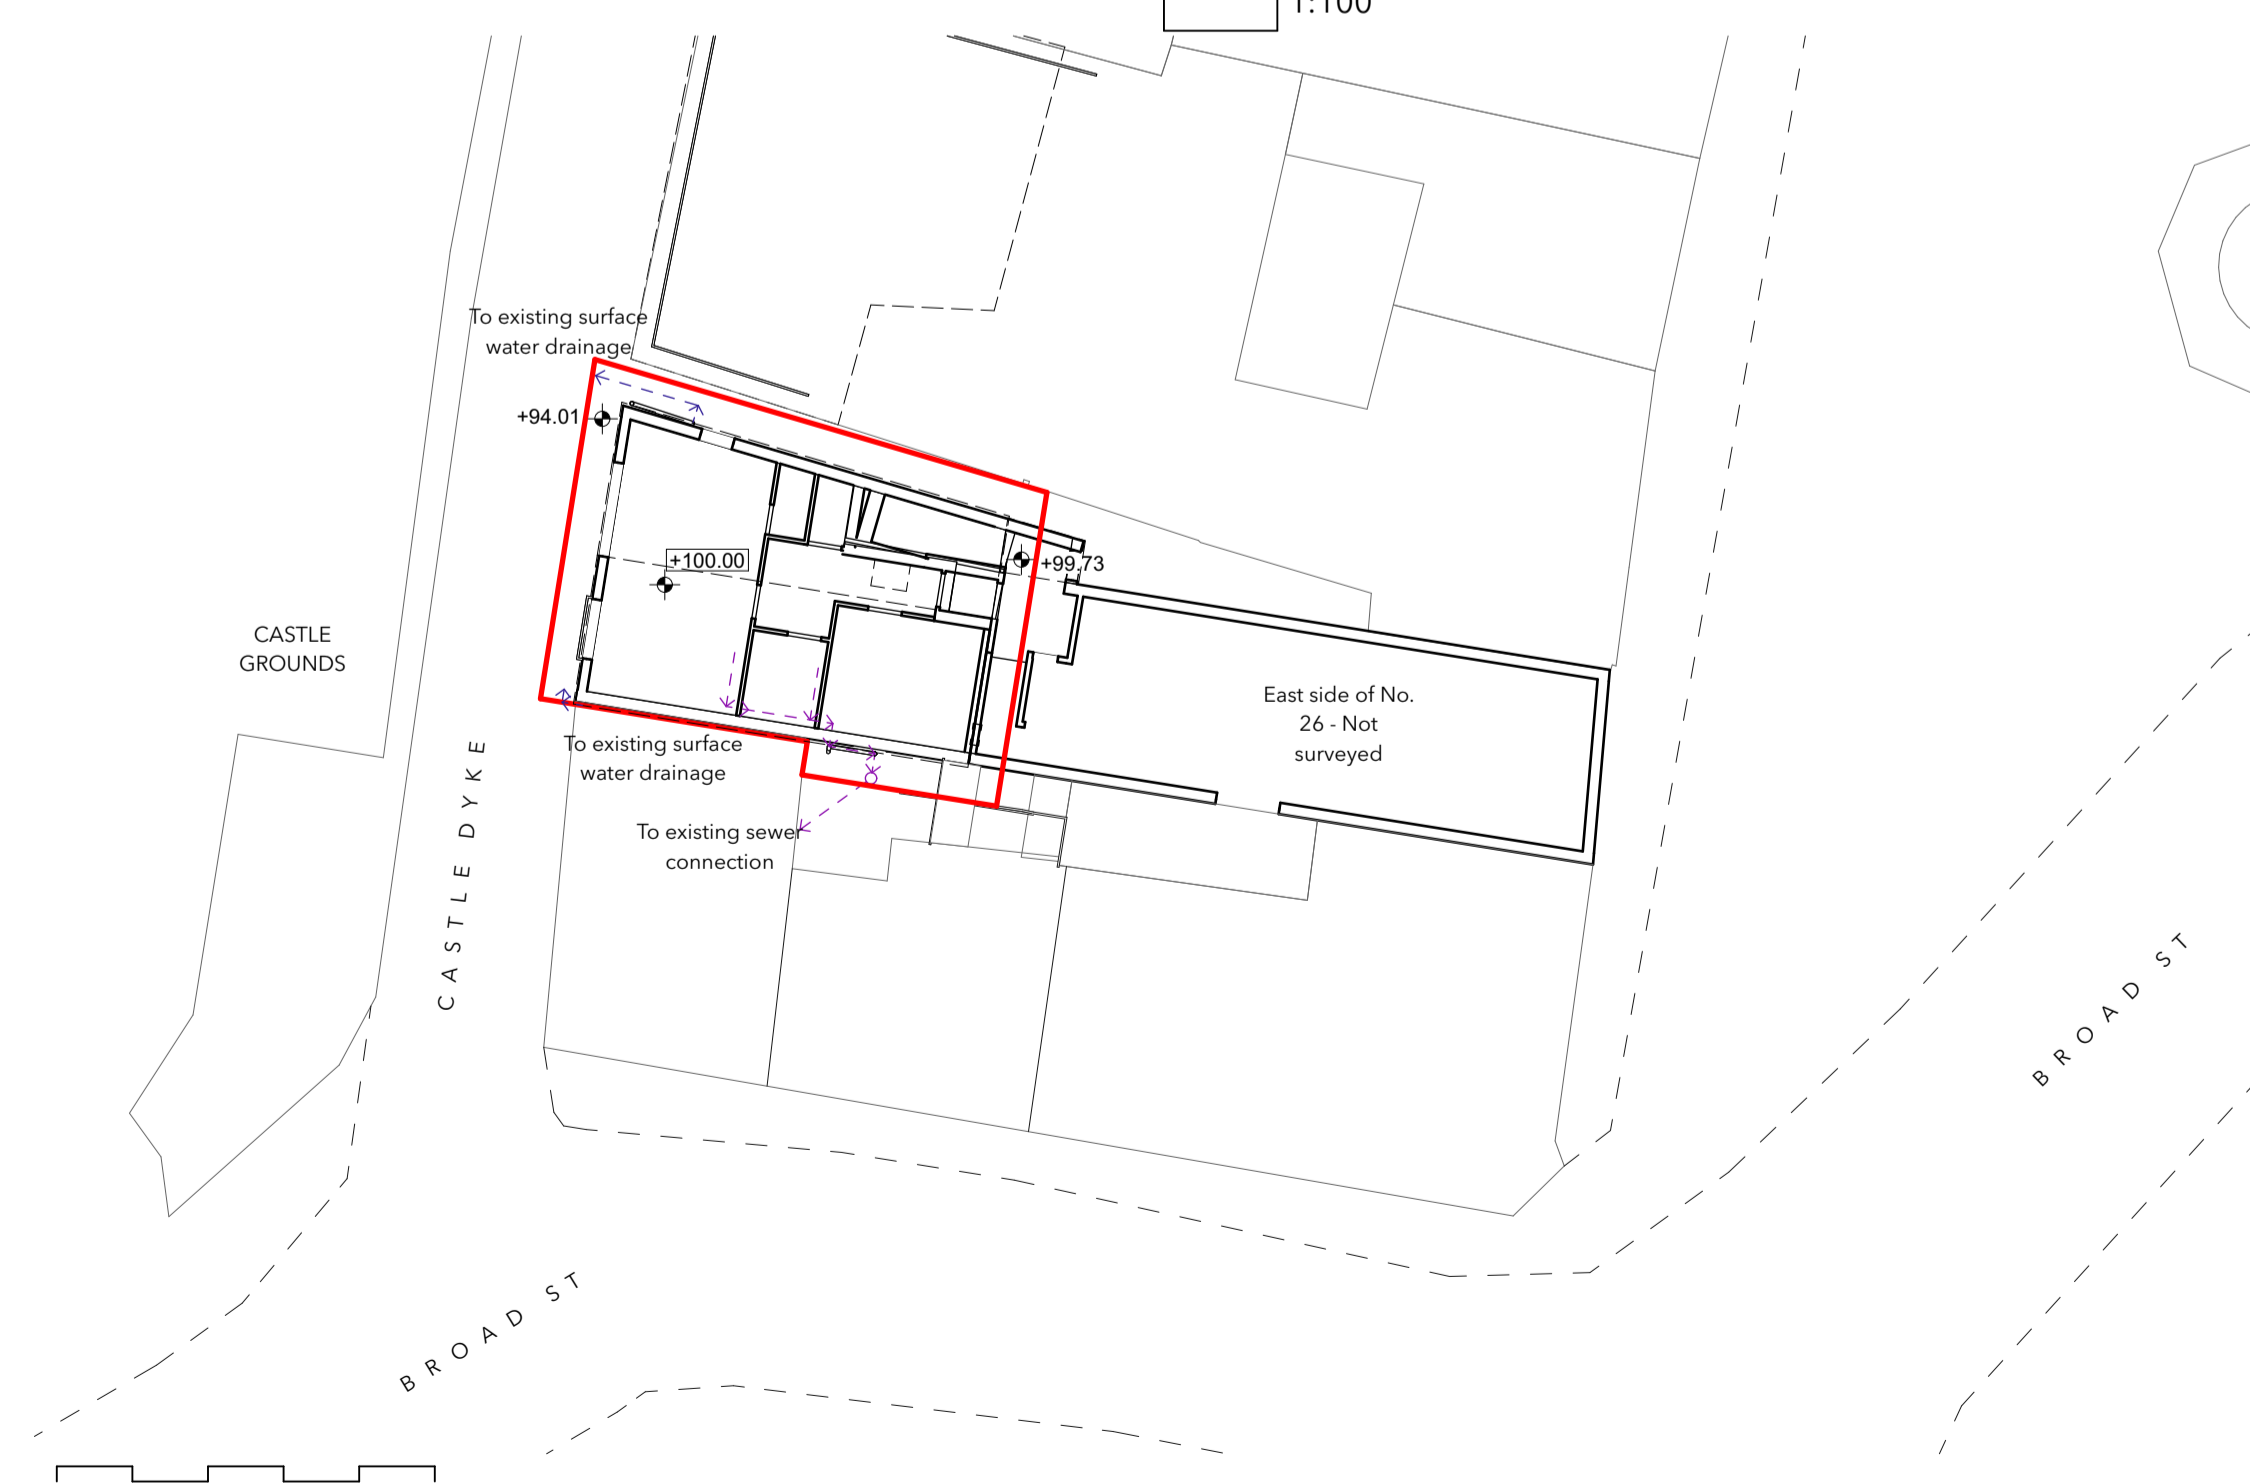 1:100
To existing surface
water drainage
+94.01
+100.00
+99.73
CASTLE
GROUNDS
East side of No.
26 - Not
surveyed
To existing surface
water drainage
To existing sewer
connection
CASTLE DYKE
BROAD ST
BROAD ST